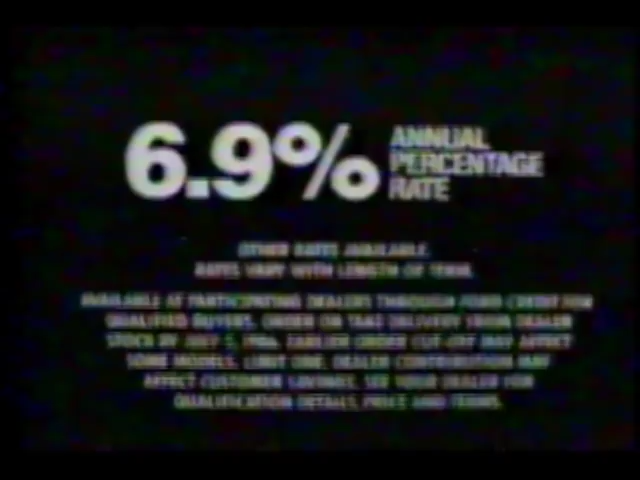 6.9% ANNUAL
PERCENTAGE
RATE
OTHER RATES AVAILABLE.
RATES VARY WITH LENGTH OF TERM.
AVAILABLE AT PARTICIPATING DEALERS THROUGH FORD CREDIT FOR
QUALIFIED BUYERS. ORDER OR TAKE DELIVERY FROM DEALER
STOCK BY JULY 5, 1986. EARLIER ORDER CUT-OFF MAY AFFECT
SOME MODELS. LIMIT ONE. DEALER CONTRIBUTION MAY
AFFECT CUSTOMER SAVINGS. SEE YOUR DEALER FOR
QUALIFICATION DETAILS, PRICE AND TERMS.